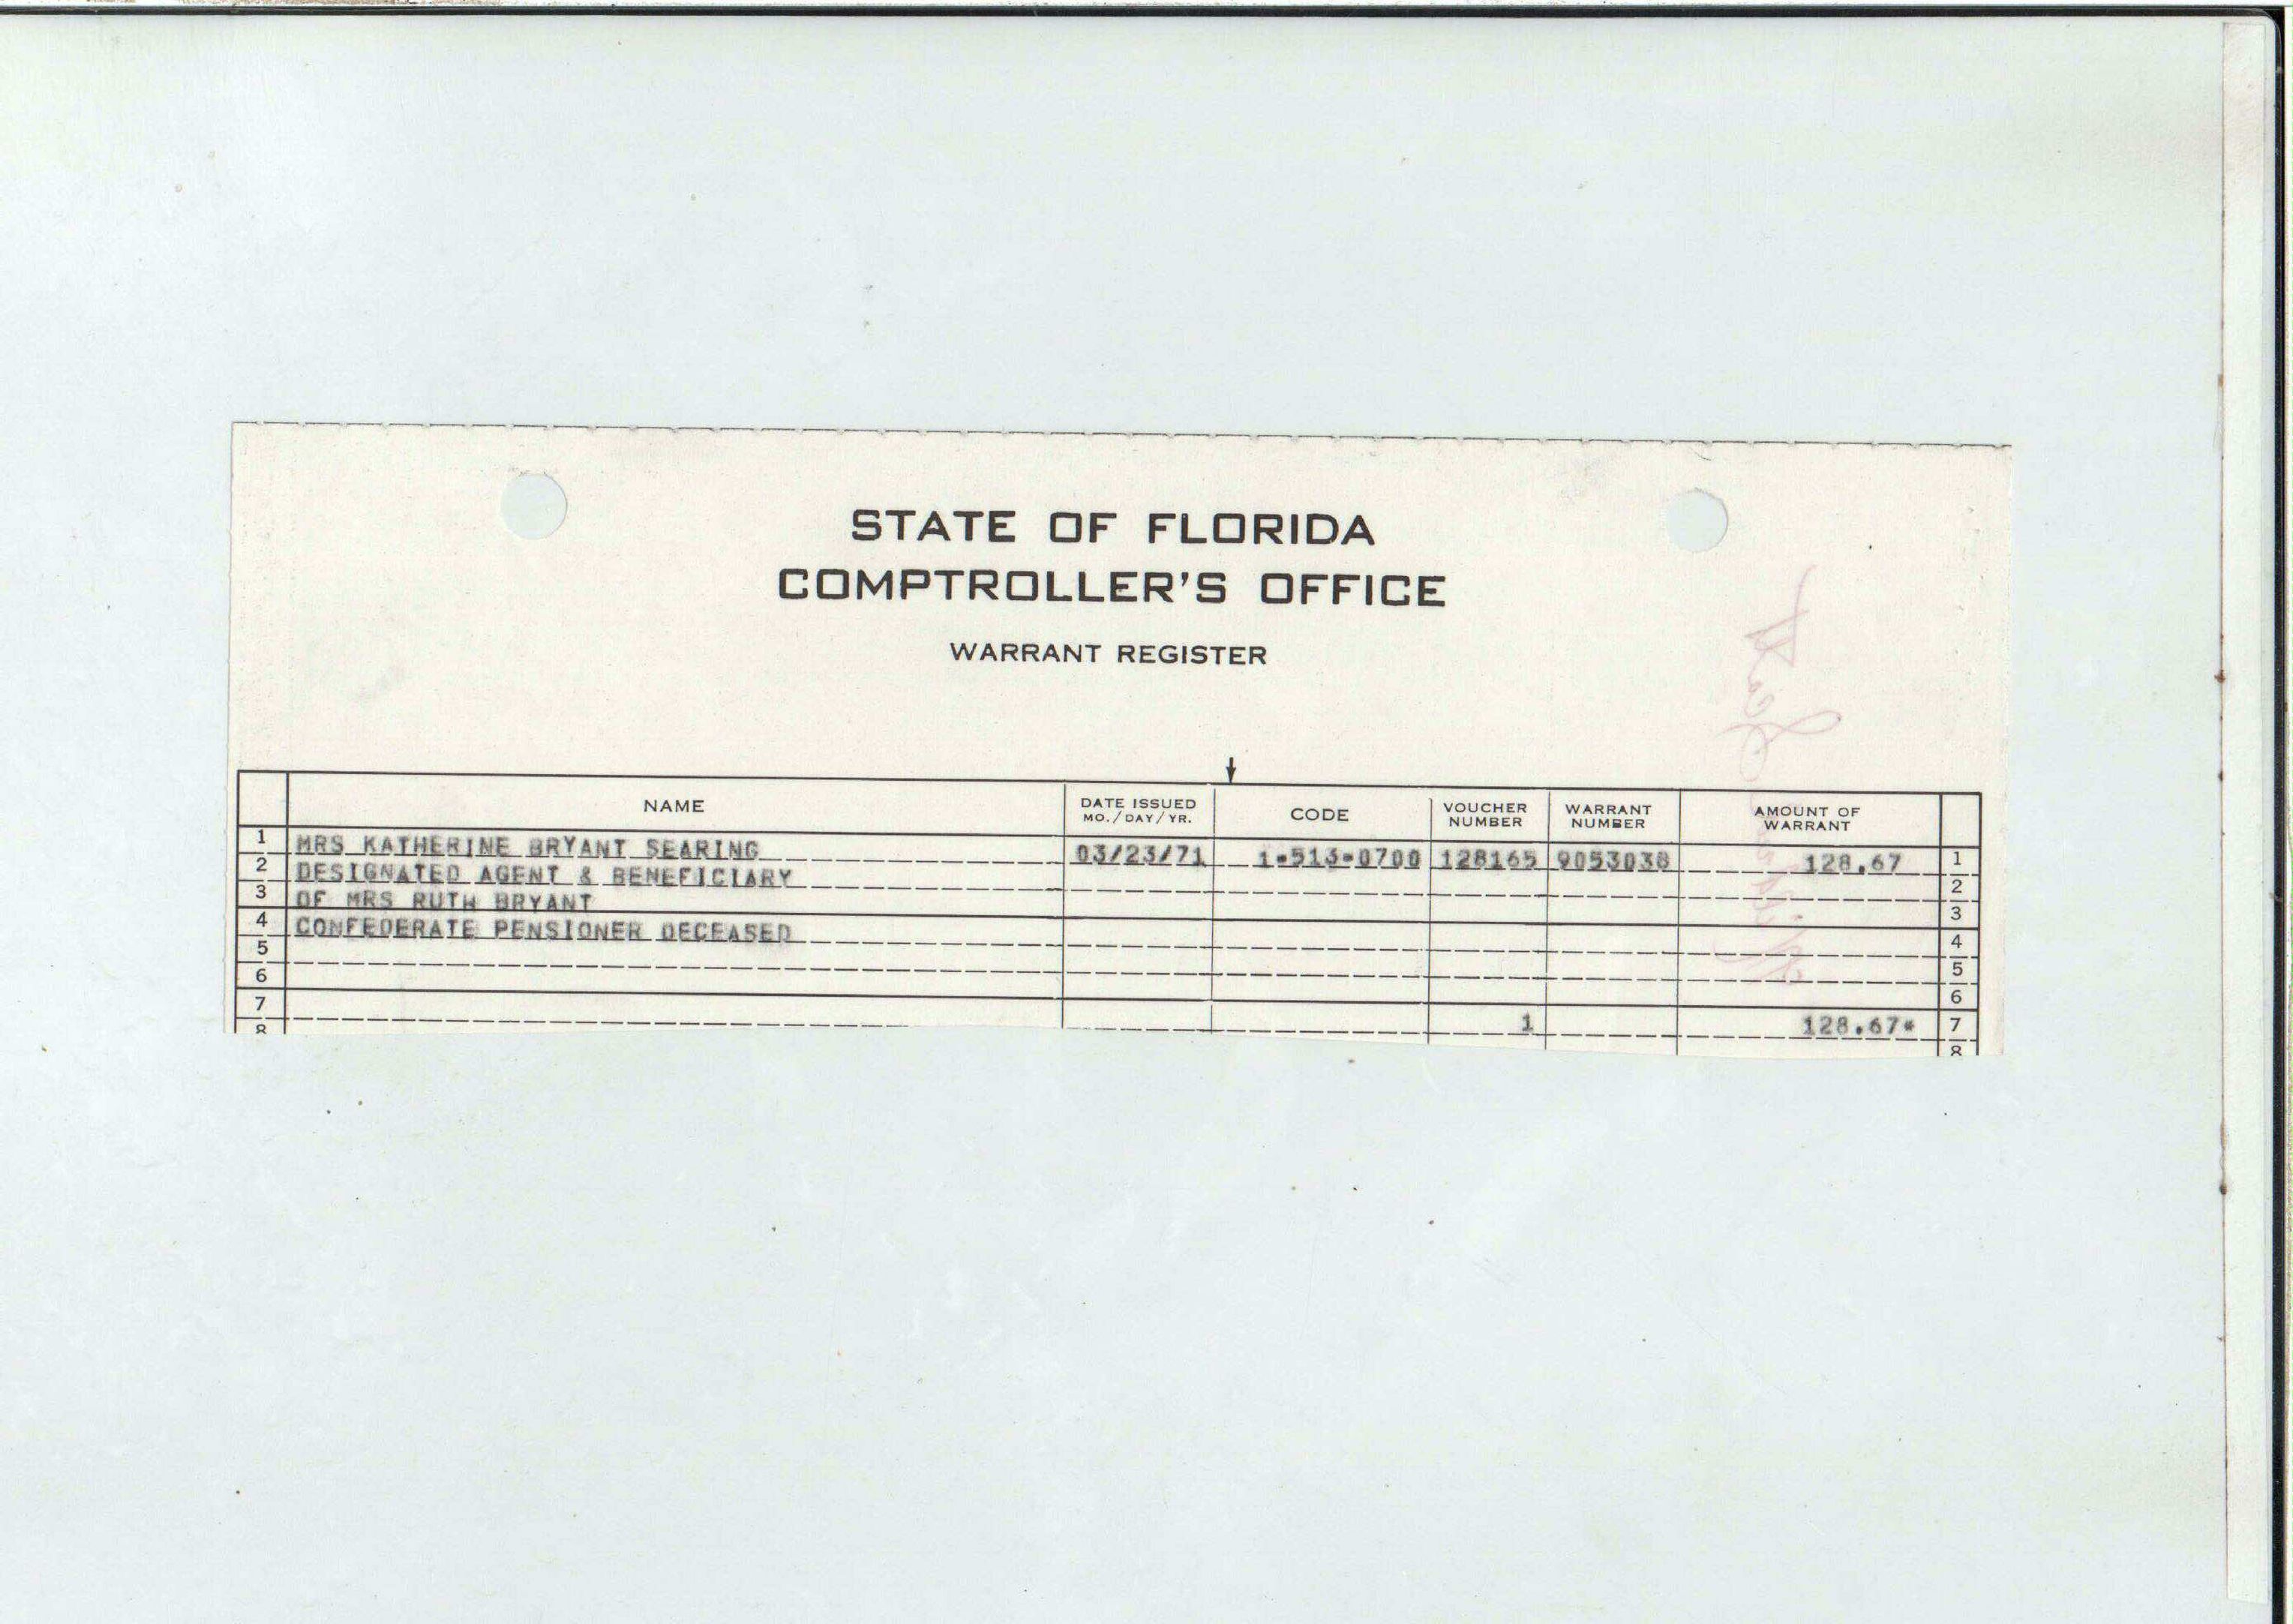 STATE OF FLORIDA
COMPTROLLER'S OFFICE
WARRANT REGISTER
NAME DATE ISSUED MO./DAY/YR. CODE VOUCHER NUMBER WARRANT NUMBER AMOUNT OF WARRANT
1 MRS KATHERINE BRYANT SEARING 03/23/71 1-513-0700 128165 9053038 128.67 1
2 DESIGNATED AGENT & BENEFICIARY 2
3 OF MRS RUTH BRYANT 3
4 CONFEDERATE PENSIONER DECEASED 4
5 5
6 6
7 1 128.67* 7
8 8